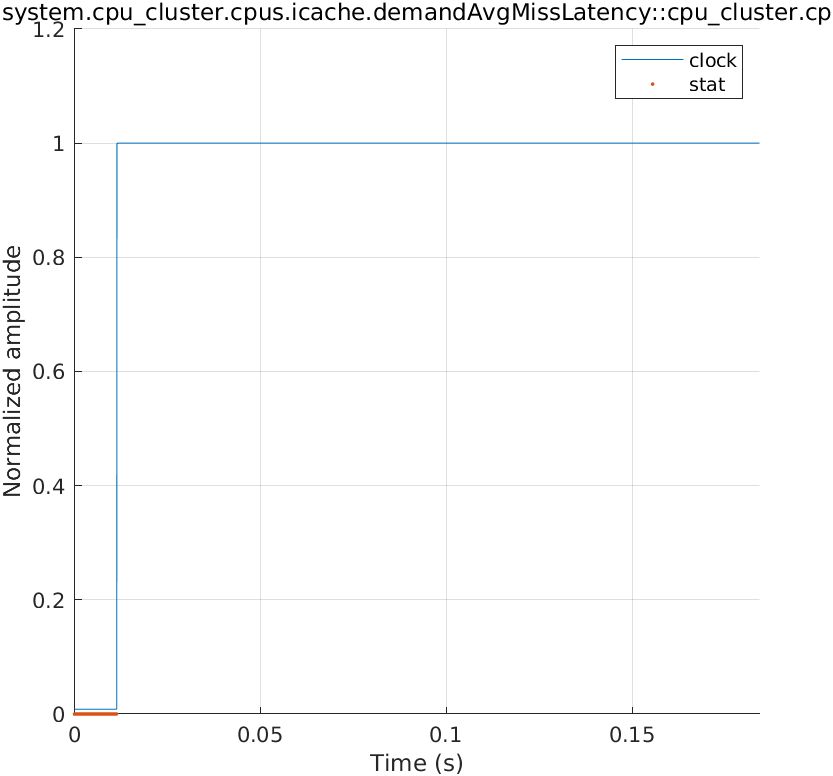 system.cpu_cluster.cpus.icache.demandAvgMissLatency::cpu_cluster.cp
1.2
clock
stat
1
0.8
0.6
0.4
0.2
0
Normalized amplitude
0
0.05
0.1
0.15
Time (s)